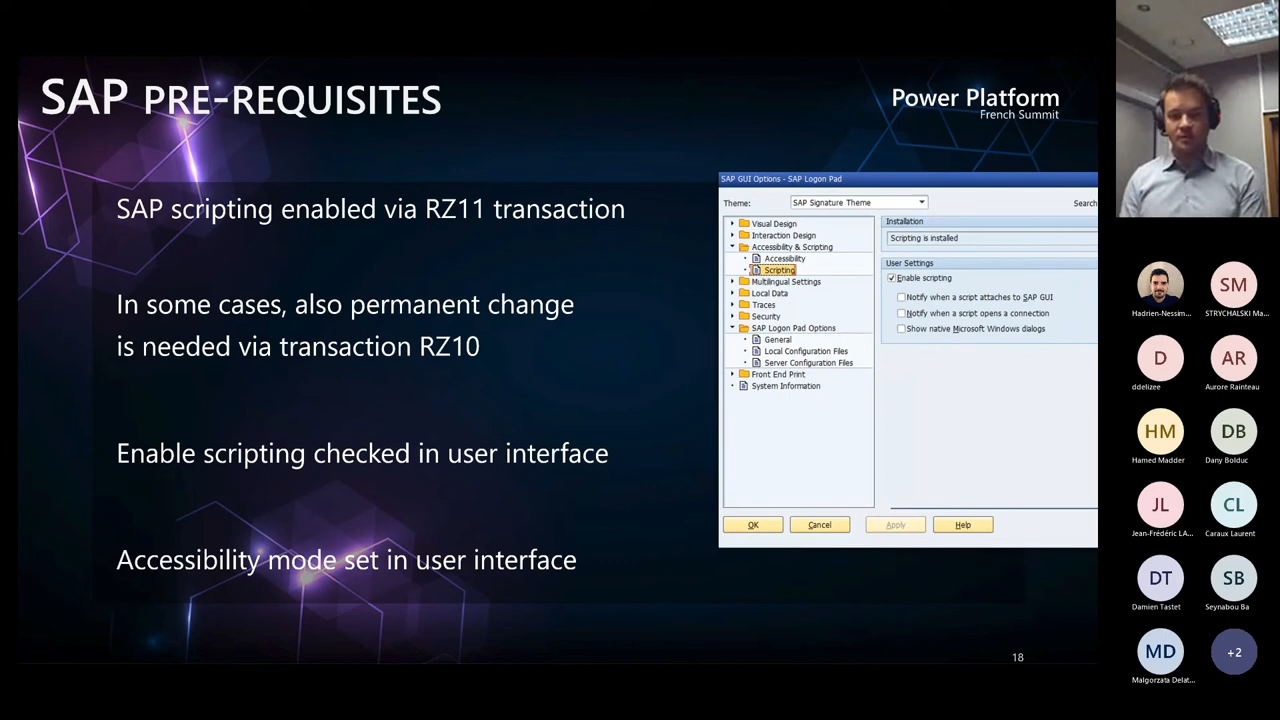 SAP PRE-REQUISITES
Power Platform
French Summit
SAP scripting enabled via RZ11 transaction
In some cases, also permanent change
is needed via transaction RZ10
Enable scripting checked in user interface
Accessibility mode set in user interface
SAP GUI Options - SAP Logon Pad
Theme:
SAP Signature Theme
Search
Visual Design
Interaction Design
Accessibility & Scripting
Accessibility
Scripting
Multilingual Settings
Local Data
Traces
Security
SAP Logon Pad Options
General
Local Configuration Files
Server Configuration Files
Front End Print
System Information
Installation
Scripting is installed
User Settings
Enable scripting
Notify when a script attaches to SAP GUI
Notify when a script opens a connection
Show native Microsoft Windows dialogs
OK
Cancel
Apply
Help
18
Hadrien-Nessim...
SM
STRYCHALSKI Ma...
D
ddelizee
AR
Aurore Rainteau
HM
Hamed Madder
DB
Dany Bolduc
JL
Jean-Frédéric LA...
CL
Caraux Laurent
DT
Damien Tastet
SB
Seynabou Ba
MD
Malgorzata Delat...
+2